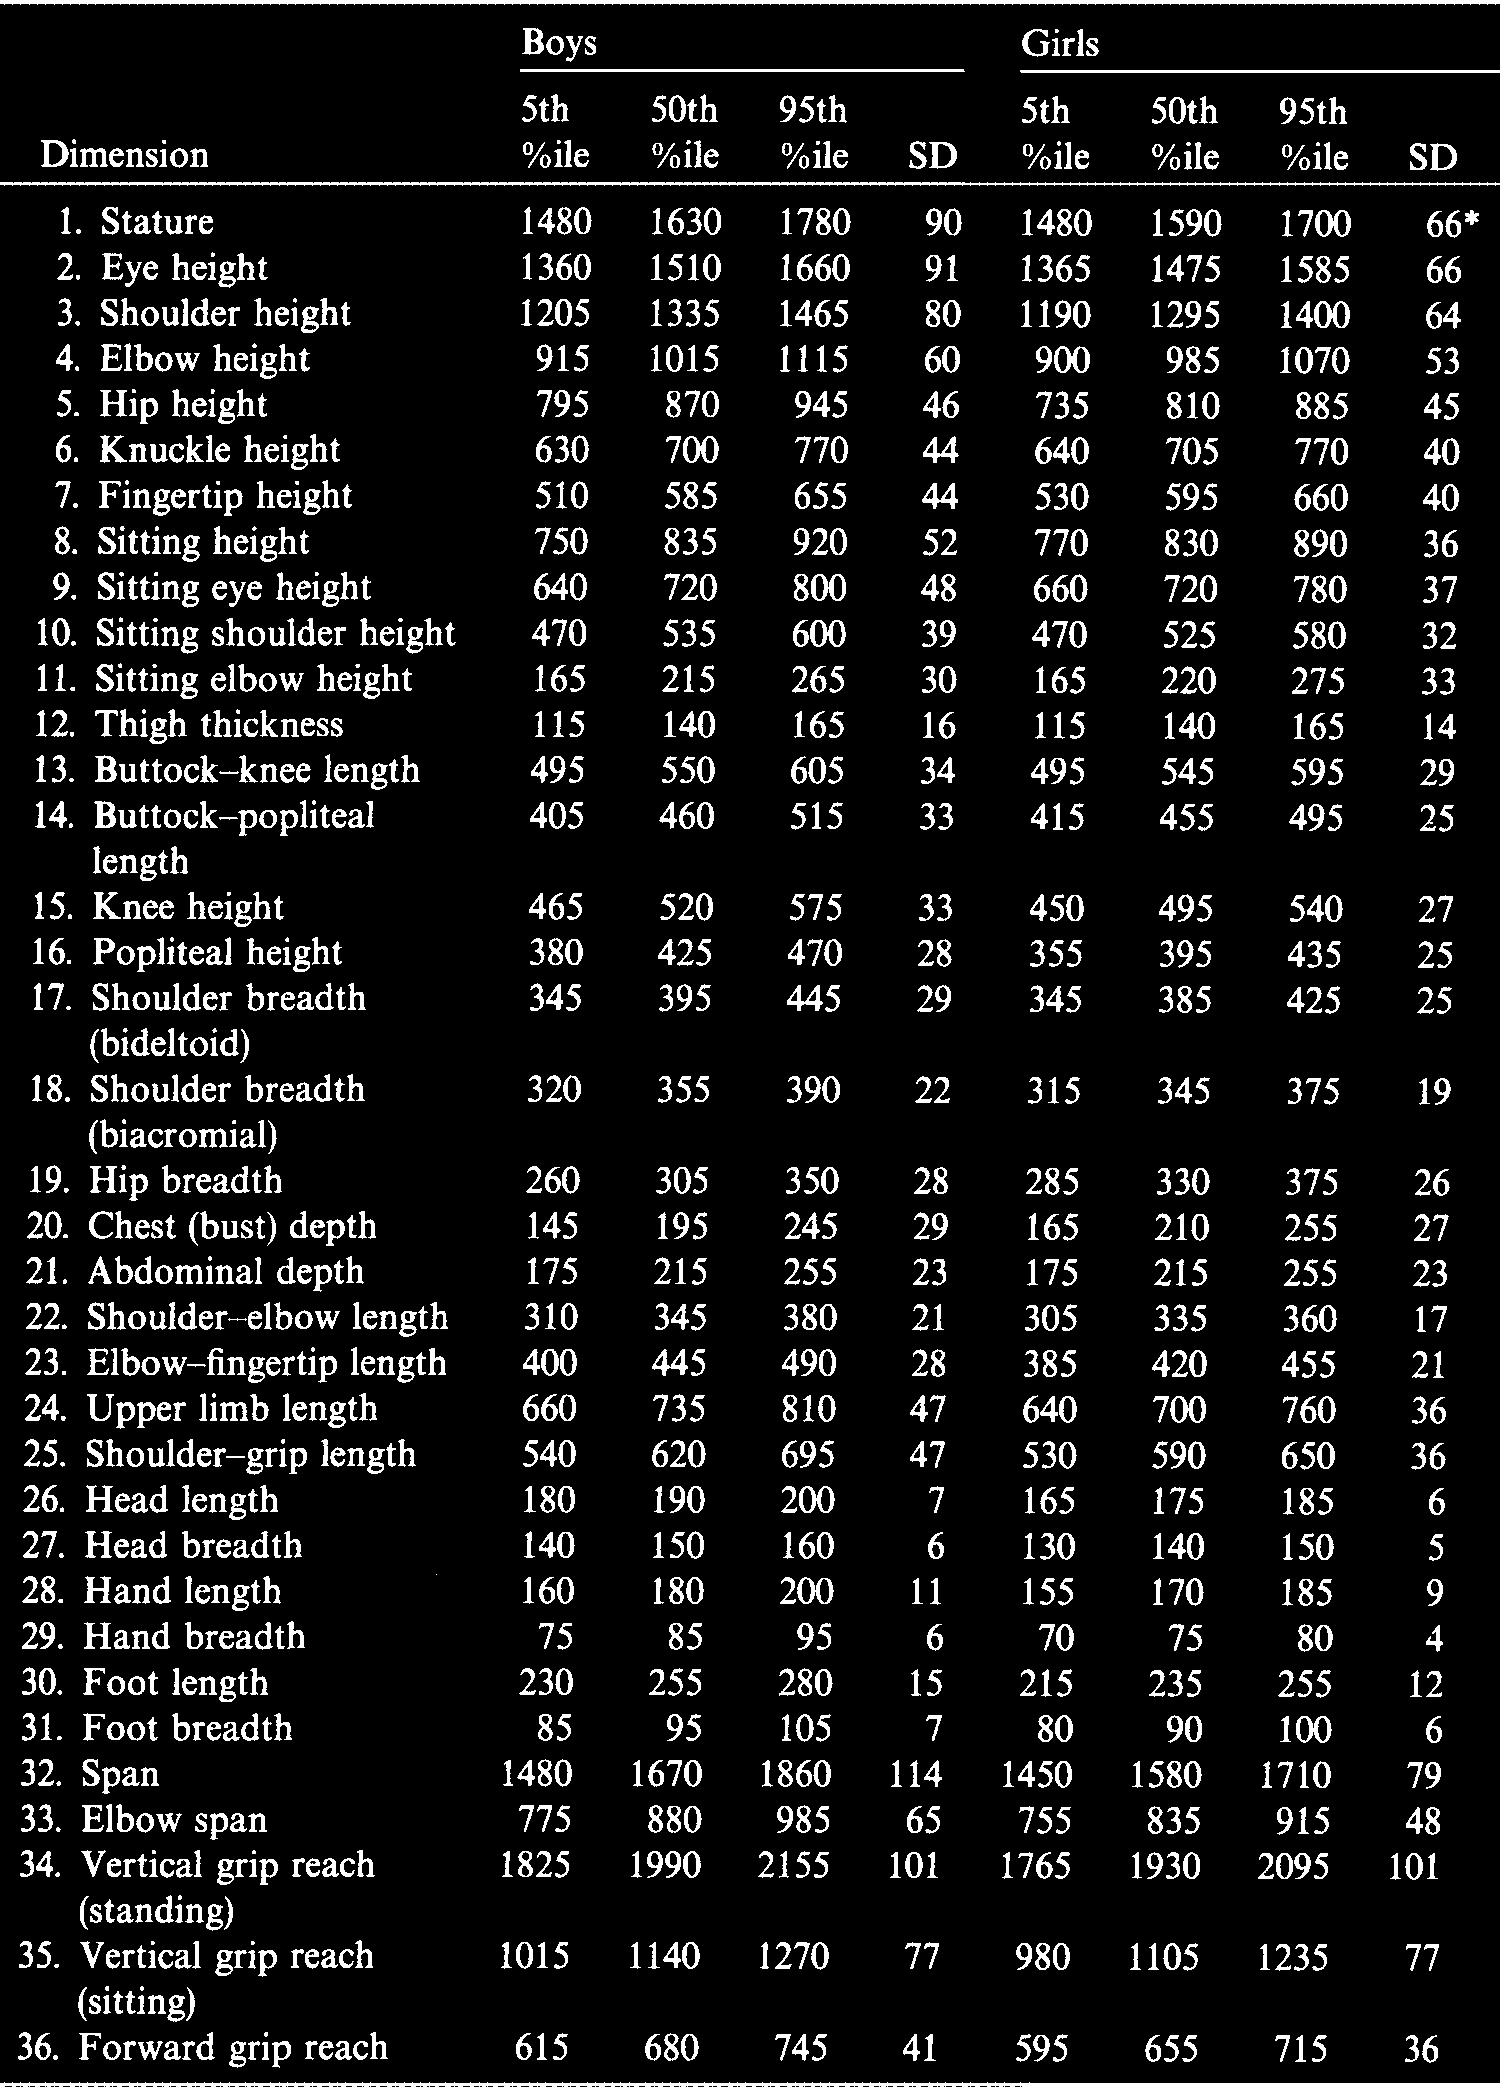 Boys Girls
5th 50th 95th 5th 50th 95th
Dimension %ile %ile %ile SD %ile %ile %ile SD
1. Stature 1480 1630 1780 90 1480 1590 1700 66*
2. Eye height 1360 1510 1660 91 1365 1475 1585 66
3. Shoulder height 1205 1335 1465 80 1190 1295 1400 64
4. Elbow height 915 1015 1115 60 900 985 1070 53
5. Hip height 795 870 945 46 735 810 885 45
6. Knuckle height 630 700 770 44 640 705 770 40
7. Fingertip height 510 585 655 44 530 595 660 40
8. Sitting height 750 835 920 52 770 830 890 36
9. Sitting eye height 640 720 800 48 660 720 780 37
10. Sitting shoulder height 470 535 600 39 470 525 580 32
11. Sitting elbow height 165 215 265 30 165 220 275 33
12. Thigh thickness 115 140 165 16 115 140 165 14
13. Buttock–knee length 495 550 605 34 495 545 595 29
14. Buttock–popliteal 405 460 515 33 415 455 495 25
length
15. Knee height 465 520 575 33 450 495 540 27
16. Popliteal height 380 425 470 28 355 395 435 25
17. Shoulder breadth 345 395 445 29 345 385 425 25
(bideltoid)
18. Shoulder breadth 320 355 390 22 315 345 375 19
(biacromial)
19. Hip breadth 260 305 350 28 285 330 375 26
20. Chest (bust) depth 145 195 245 29 165 210 255 27
21. Abdominal depth 175 215 255 23 175 215 255 23
22. Shoulder–elbow length 310 345 380 21 305 335 360 17
23. Elbow–fingertip length 400 445 490 28 385 420 455 21
24. Upper limb length 660 735 810 47 640 700 760 36
25. Shoulder–grip length 540 620 695 47 530 590 650 36
26. Head length 180 190 200 7 165 175 185 6
27. Head breadth 140 150 160 6 130 140 150 5
28. Hand length 160 180 200 11 155 170 185 9
29. Hand breadth 75 85 95 6 70 75 80 4
30. Foot length 230 255 280 15 215 235 255 12
31. Foot breadth 85 95 105 7 80 90 100 6
32. Span 1480 1670 1860 114 1450 1580 1710 79
33. Elbow span 775 880 985 65 755 835 915 48
34. Vertical grip reach 1825 1990 2155 101 1765 1930 2095 101
(standing)
35. Vertical grip reach 1015 1140 1270 77 980 1105 1235 77
(sitting)
36. Forward grip reach 615 680 745 41 595 655 715 36